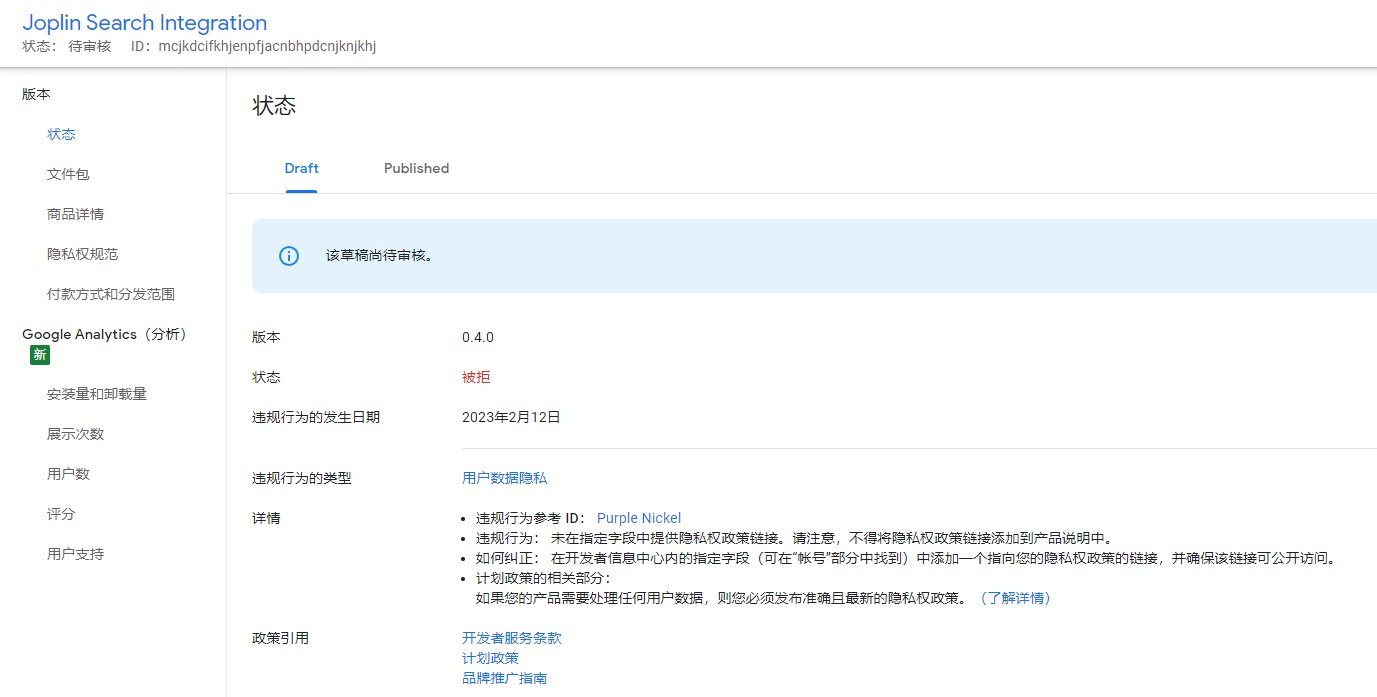 Joplin Search Integration
状态： 待审核 ID：mcjkdcifkhjenpfjacnbhpdcnjknjkhj
版本
状态
文件包
商品详情
隐私权规范
付款方式和分发范围
Google Analytics（分析）
新
安装量和卸载量
展示次数
用户数
评分
用户支持
状态
Draft Published
该草稿尚待审核。
版本 0.4.0
状态 被拒
违规行为的发生日期 2023年2月12日
违规行为的类型 用户数据隐私
详情
• 违规行为参考 ID： Purple Nickel
• 违规行为： 未在指定字段中提供隐私权政策链接。请注意，不得将隐私权政策链接添加到产品说明中。
• 如何纠正： 在开发者信息中心内的指定字段（可在“帐号”部分中找到）中添加一个指向您的隐私权政策的链接，并确保该链接可公开访问。
• 计划政策的相关部分：
如果您的产品需要处理任何用户数据，则您必须发布准确且最新的隐私权政策。（了解详情）
政策引用 开发者服务条款
计划政策
品牌推广指南